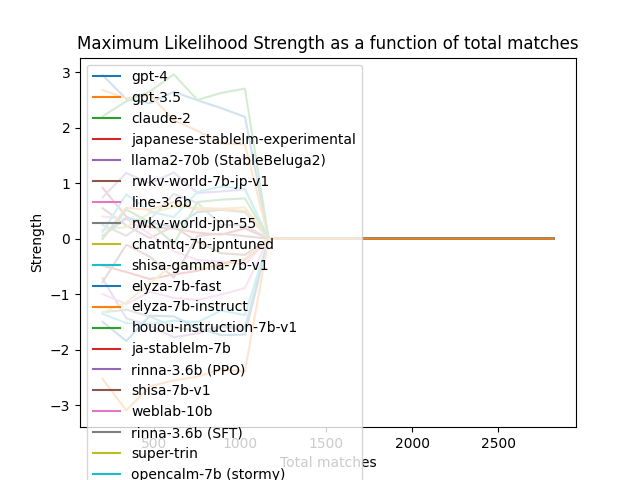 Maximum Likelihood Strength as a function of total matches
3
2
1
0
−1
−2
−3
Strength
gpt-4
gpt-3.5
claude-2
japanese-stablelm-experimental
llama2-70b (StableBeluga2)
rwkv-world-7b-jp-v1
line-3.6b
rwkv-world-jpn-55
chatntq-7b-jpntuned
shisa-gamma-7b-v1
elyza-7b-fast
elyza-7b-instruct
houou-instruction-7b-v1
ja-stablelm-7b
rinna-3.6b (PPO)
shisa-7b-v1
weblab-10b
rinna-3.6b (SFT)
super-trin
opencalm-7b (stormy)
500 1000 1500 2000 2500
Total matches